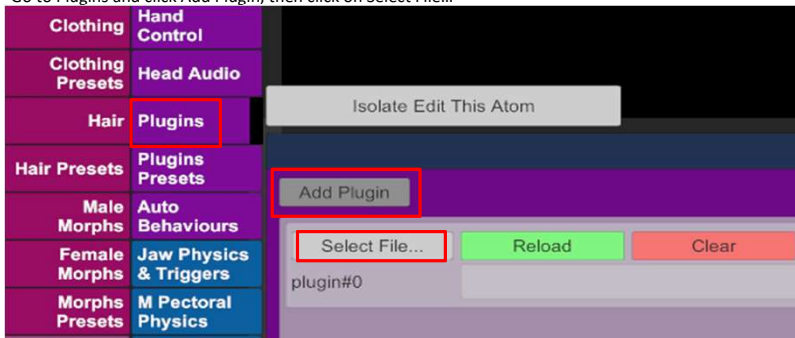 Go to Plugins and click Add Plugin, then click on Select File...
Clothing
Hand
Control
Clothing
Presets
Head Audio
Hair
Plugins
Hair Presets
Plugins
Presets
Male
Morphs
Auto
Behaviours
Female
Morphs
Jaw Physics
& Triggers
Morphs
Presets
M Pectoral
Physics
Isolate Edit This Atom
Add Plugin
Select File...
Reload
Clear
plugin#0